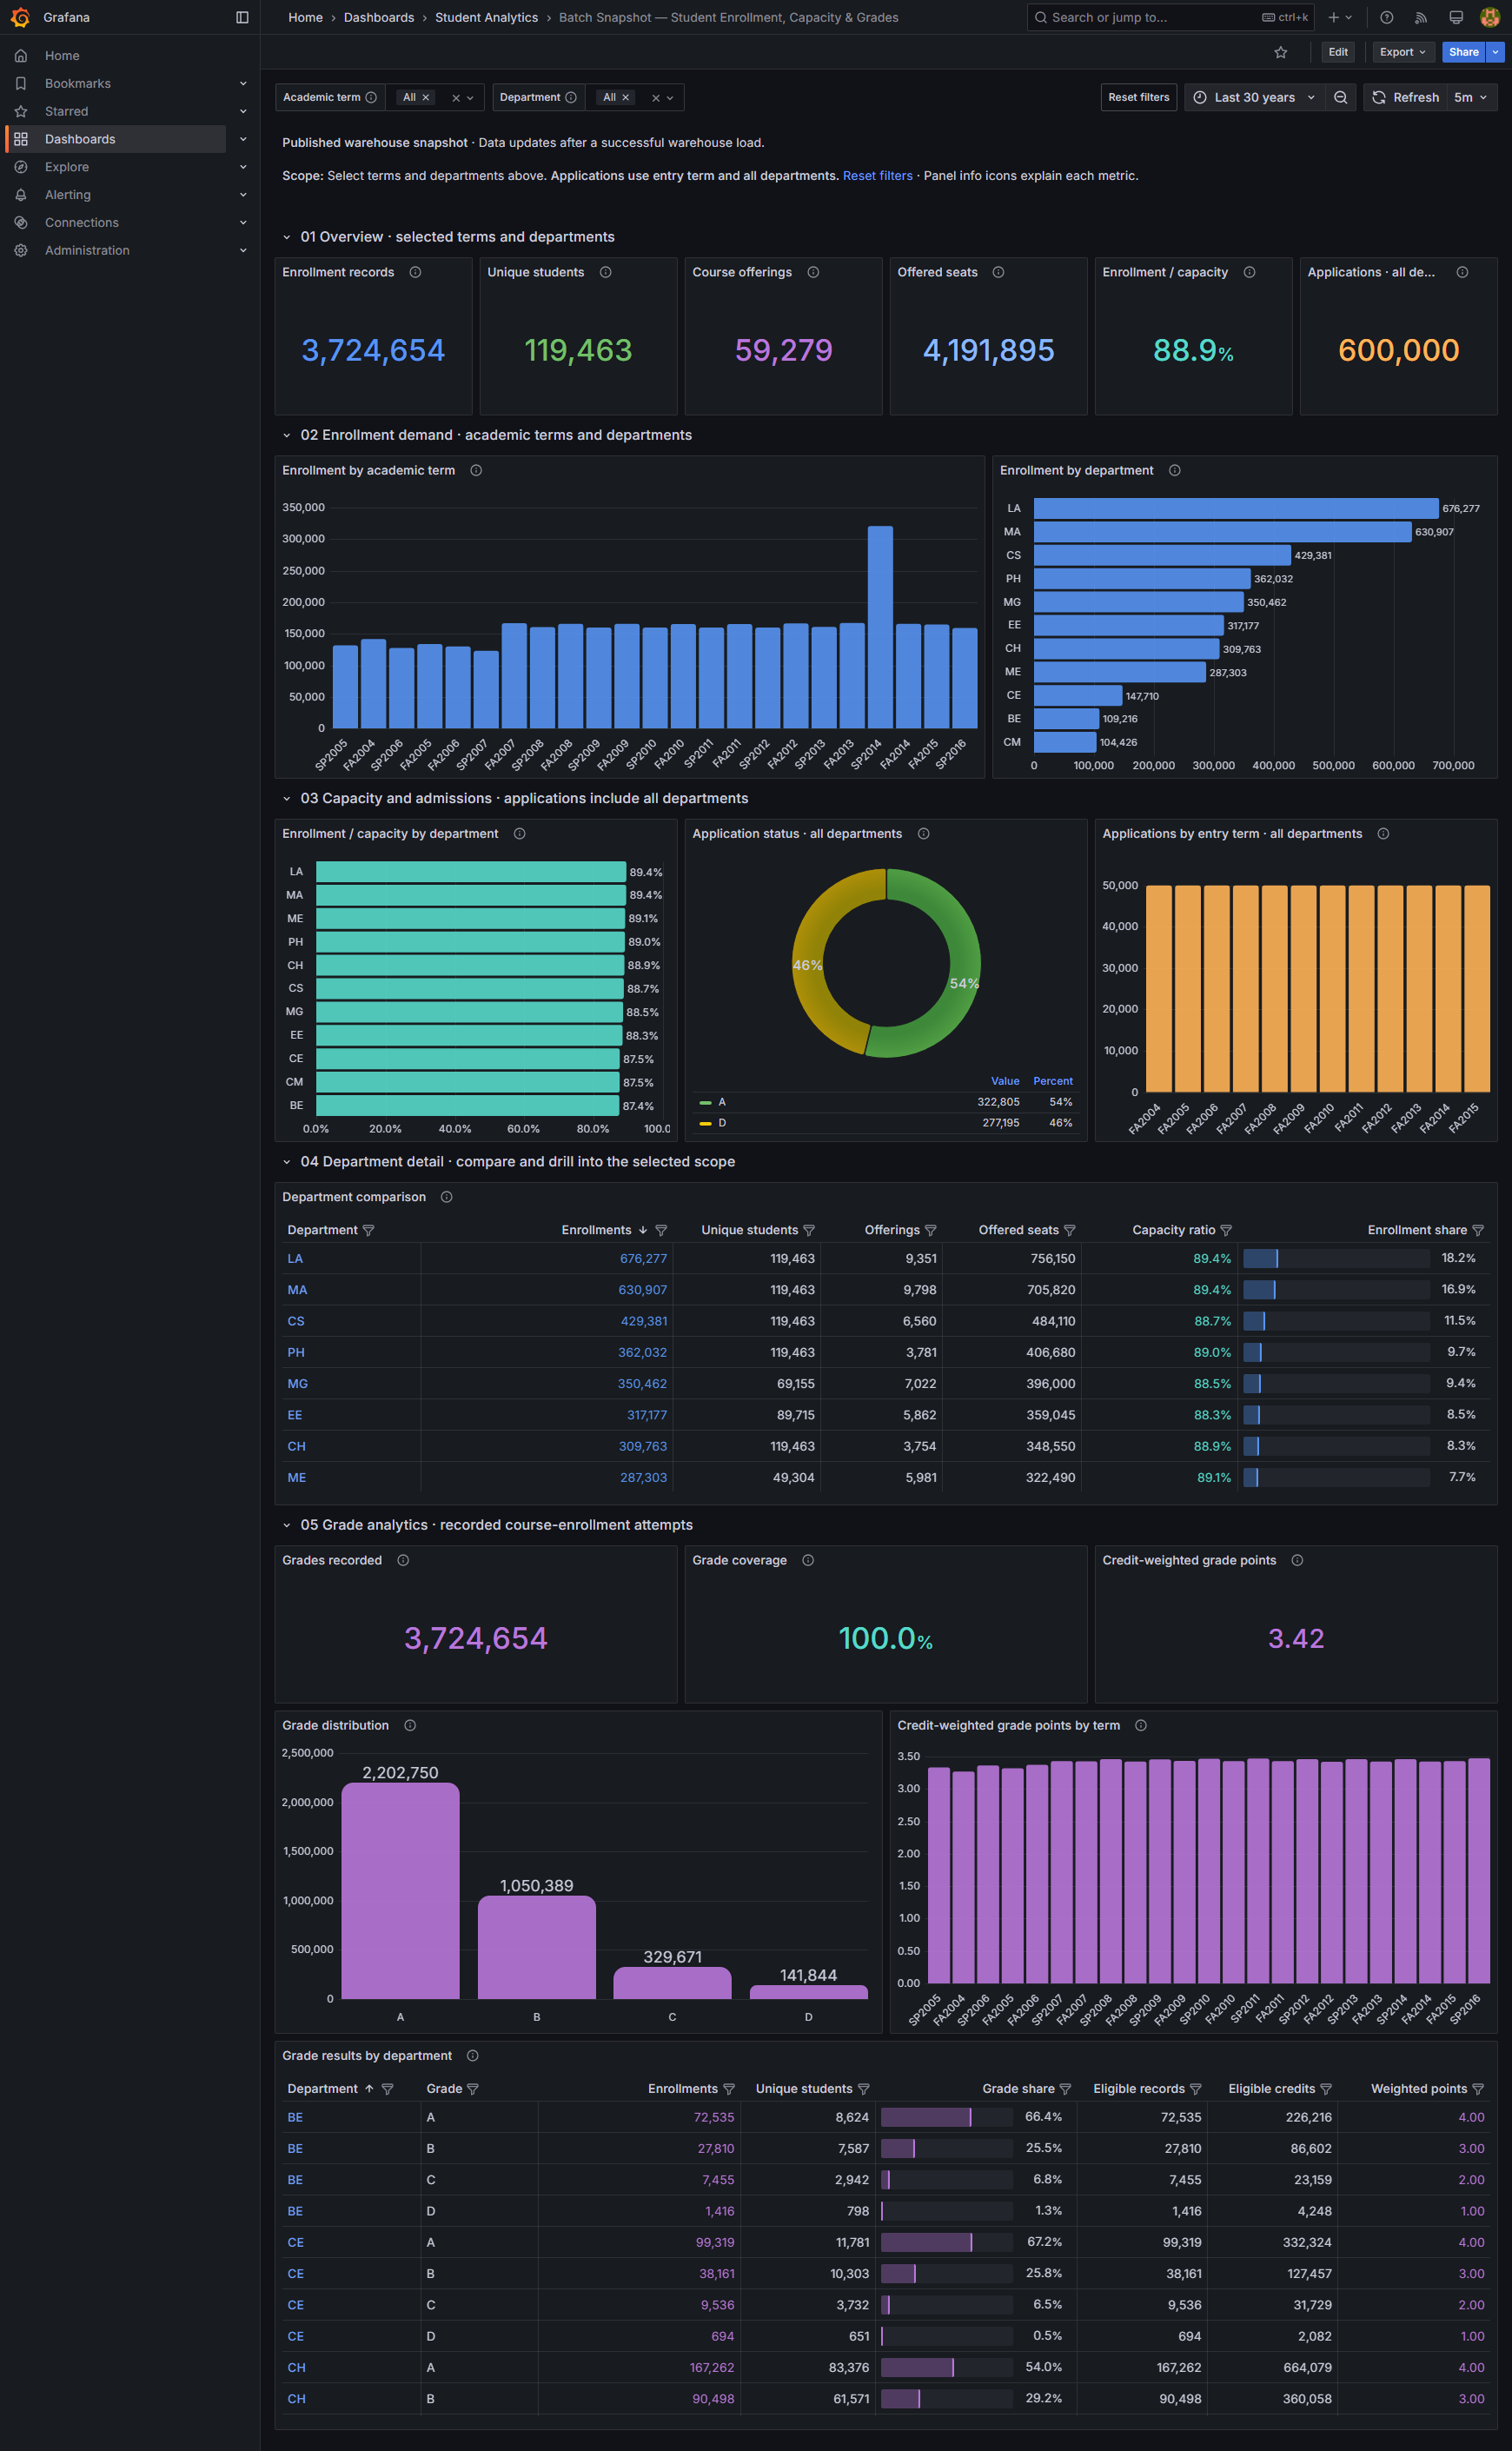 Grafana
Home › Dashboards › Student Analytics › Batch Snapshot — Student Enrollment, Capacity & Grades
Search or jump to...
ctrl+k
Home
Bookmarks
Starred
Dashboards
Explore
Alerting
Connections
Administration
Edit
Export
Share
Academic term
All
Department
All
Reset filters
Last 30 years
Refresh
5m
Published warehouse snapshot · Data updates after a successful warehouse load.
Scope: Select terms and departments above. Applications use entry term and all departments. Reset filters · Panel info icons explain each metric.
01 Overview · selected terms and departments
Enrollment records
3,724,654
Unique students
119,463
Course offerings
59,279
Offered seats
4,191,895
Enrollment / capacity
88.9%
Applications · all de...
600,000
02 Enrollment demand · academic terms and departments
Enrollment by academic term
350,000
300,000
250,000
200,000
150,000
100,000
50,000
0
SP2005 FA2004 SP2006 FA2005 FA2006 SP2007 FA2007 SP2008 FA2008 SP2009 FA2009 SP2010 FA2010 SP2011 FA2011 SP2012 FA2012 SP2013 FA2013 SP2014 FA2014 FA2015 SP2016
Enrollment by department
LA 676,277
MA 630,907
CS 429,381
PH 362,032
MG 350,462
EE 317,177
CH 309,763
ME 287,303
CE 147,710
BE 109,216
CM 104,426
0 100,000 200,000 300,000 400,000 500,000 600,000 700,000
03 Capacity and admissions · applications include all departments
Enrollment / capacity by department
LA 89.4%
MA 89.4%
ME 89.1%
PH 89.0%
CH 88.9%
CS 88.7%
MG 88.5%
EE 88.3%
CE 87.5%
CM 87.5%
BE 87.4%
0.0% 20.0% 40.0% 60.0% 80.0% 100.0
Application status · all departments
46%
54%
Value Percent
A 322,805 54%
D 277,195 46%
Applications by entry term · all departments
50,000
40,000
30,000
20,000
10,000
0
FA2004 FA2005 FA2006 FA2007 FA2008 FA2009 FA2010 FA2011 FA2012 FA2013 FA2014 FA2015
04 Department detail · compare and drill into the selected scope
Department comparison
Department Enrollments Unique students Offerings Offered seats Capacity ratio Enrollment share
LA 676,277 119,463 9,351 756,150 89.4% 18.2%
MA 630,907 119,463 9,798 705,820 89.4% 16.9%
CS 429,381 119,463 6,560 484,110 88.7% 11.5%
PH 362,032 119,463 3,781 406,680 89.0% 9.7%
MG 350,462 69,155 7,022 396,000 88.5% 9.4%
EE 317,177 89,715 5,862 359,045 88.3% 8.5%
CH 309,763 119,463 3,754 348,550 88.9% 8.3%
ME 287,303 49,304 5,981 322,490 89.1% 7.7%
05 Grade analytics · recorded course-enrollment attempts
Grades recorded
3,724,654
Grade coverage
100.0%
Credit-weighted grade points
3.42
Grade distribution
2,500,000
2,000,000
1,500,000
1,000,000
500,000
0
2,202,750
1,050,389
329,671
141,844
A B C D
Credit-weighted grade points by term
3.50
3.00
2.50
2.00
1.50
1.00
0.50
0.00
SP2005 FA2004 SP2006 FA2005 FA2006 SP2007 FA2007 SP2008 FA2008 SP2009 FA2009 SP2010 FA2010 SP2011 FA2011 SP2012 FA2012 SP2013 FA2013 SP2014 FA2014 FA2015 SP2016
Grade results by department
Department Grade Enrollments Unique students Grade share Eligible records Eligible credits Weighted points
BE A 72,535 8,624 66.4% 72,535 226,216 4.00
BE B 27,810 7,587 25.5% 27,810 86,602 3.00
BE C 7,455 2,942 6.8% 7,455 23,159 2.00
BE D 1,416 798 1.3% 1,416 4,248 1.00
CE A 99,319 11,781 67.2% 99,319 332,324 4.00
CE B 38,161 10,303 25.8% 38,161 127,457 3.00
CE C 9,536 3,732 6.5% 9,536 31,729 2.00
CE D 694 651 0.5% 694 2,082 1.00
CH A 167,262 83,376 54.0% 167,262 664,079 4.00
CH B 90,498 61,571 29.2% 90,498 360,058 3.00